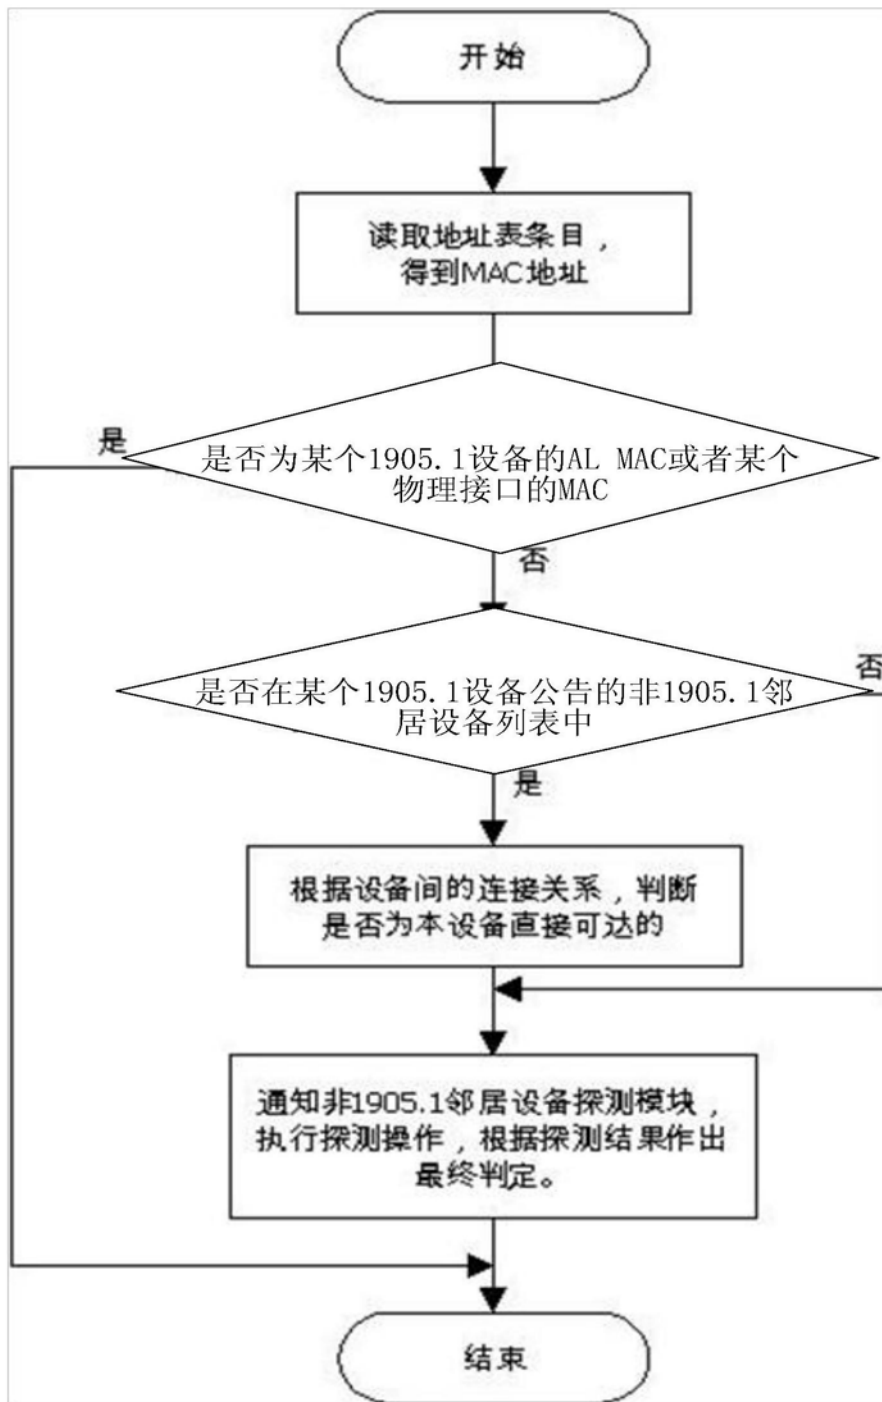 开始
读取地址表条目，
得到MAC地址
是
是否为某个1905.1设备的AL MAC或者某个
物理接口的MAC
否
否
是否在某个1905.1设备公告的非1905.1邻
居设备列表中
是
根据设备间的连接关系，判断
是否为本设备直接可达的
通知非1905.1邻居设备探测模块，
执行探测操作，根据探测结果作出
最终判定。
结束